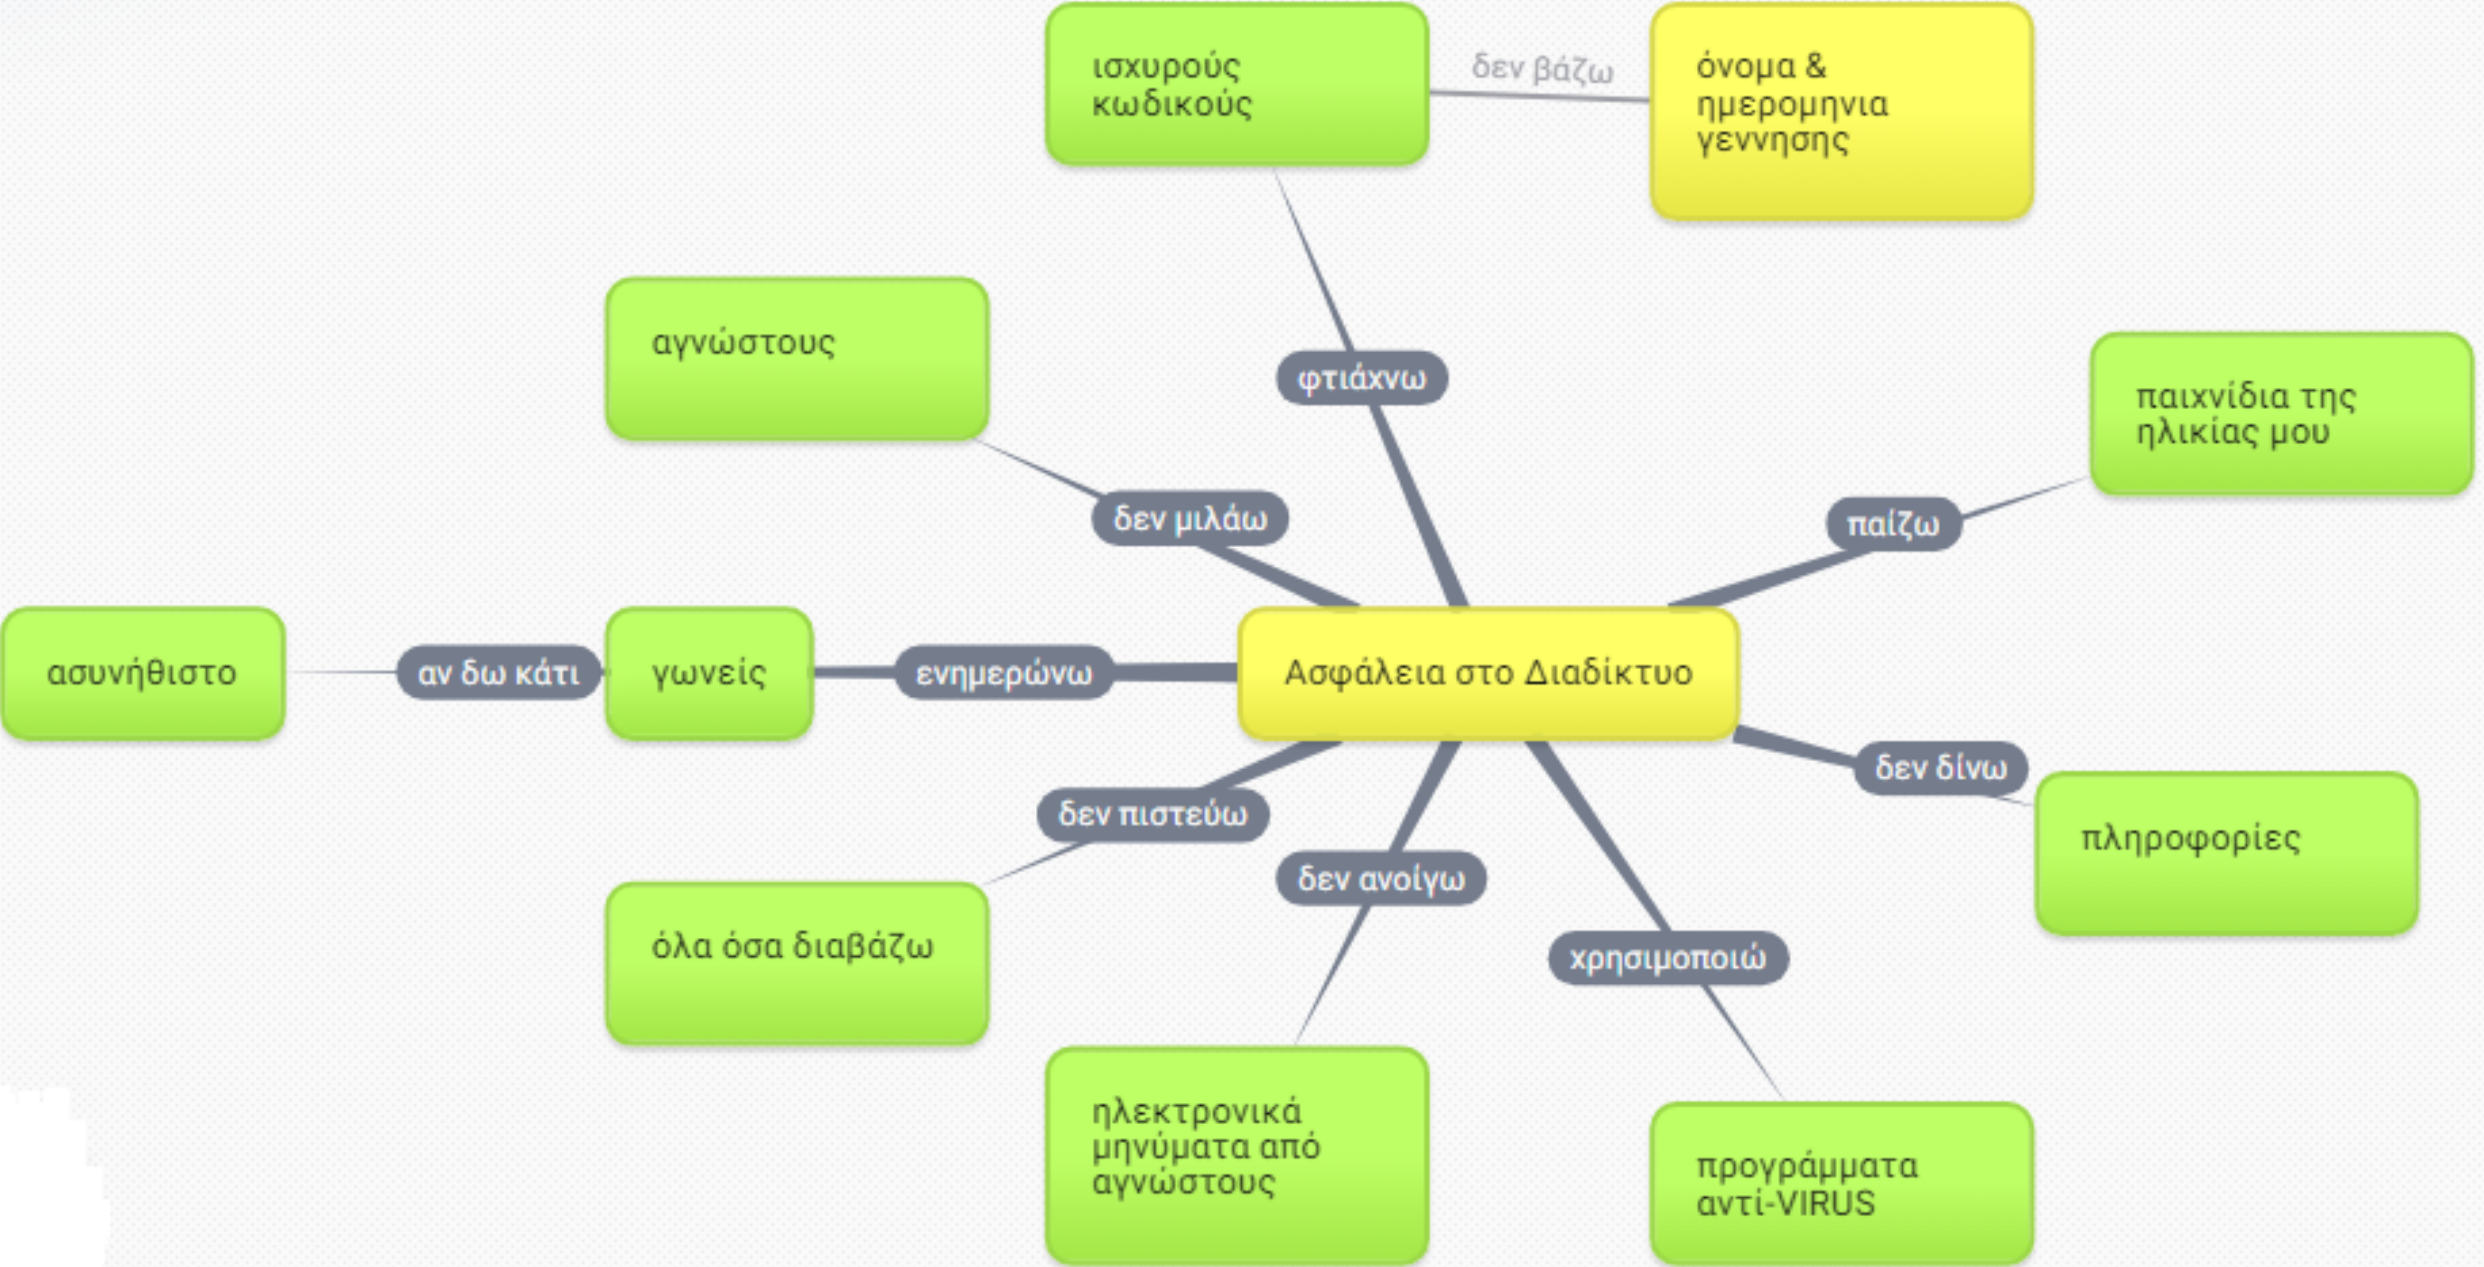 ισχυρούς
κωδικούς
δεν βάζω
όνομα &
ημερομηνια
γεννησης
αγνώστους
φτιάχνω
παιχνίδια της
ηλικίας μου
δεν μιλάω
παίζω
ασυνήθιστο
αν δω κάτι
γωνείς
ενημερώνω
Ασφάλεια στο Διαδίκτυο
δεν δίνω
πληροφορίες
δεν πιστεύω
όλα όσα διαβάζω
δεν ανοίγω
χρησιμοποιώ
ηλεκτρονικά
μηνύματα από
αγνώστους
προγράμματα
αντί-VIRUS